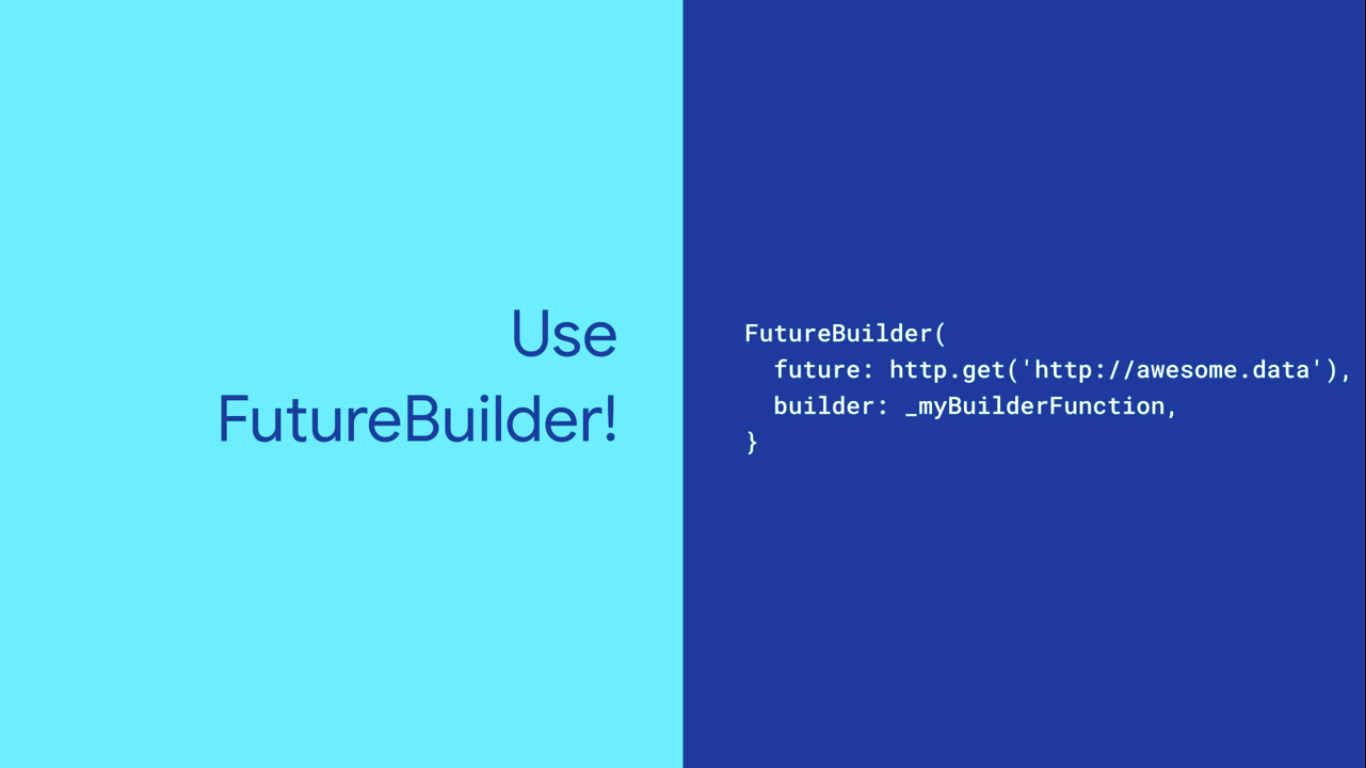 Use
FutureBuilder!
FutureBuilder(
  future: http.get('http://awesome.data'),
  builder: _myBuilderFunction,
}